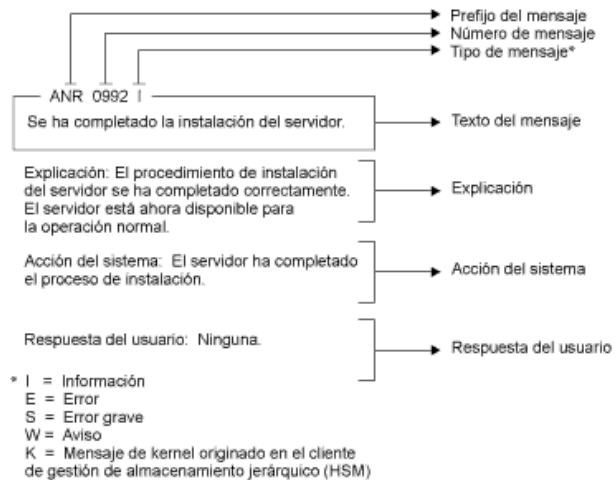 Prefijo del mensaje
Número de mensaje
Tipo de mensaje*
ANR 0992 I
Se ha completado la instalación del servidor.
Texto del mensaje
Explicación: El procedimiento de instalación
del servidor se ha completado correctamente.
El servidor está ahora disponible para
la operación normal.
Explicación
Acción del sistema: El servidor ha completado
el proceso de instalación.
Acción del sistema
Respuesta del usuario: Ninguna.
Respuesta del usuario
* I = Información
E = Error
S = Error grave
W = Aviso
K = Mensaje de kernel originado en el cliente
de gestión de almacenamiento jerárquico (HSM)